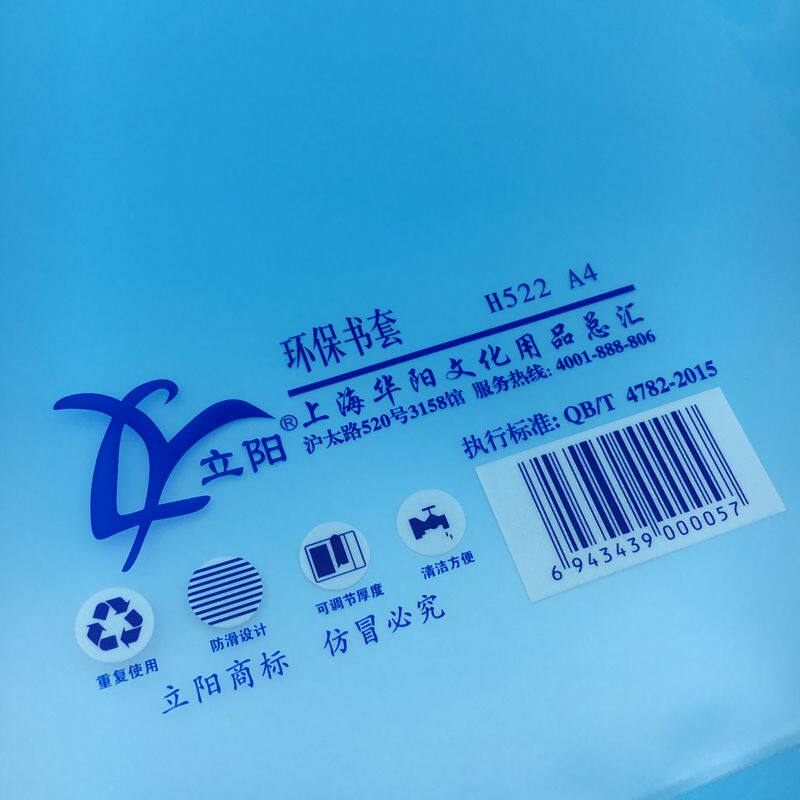 环保书套 H522 A4
立阳®
上海华阳文化用品总汇
沪太路520号3158馆 服务热线: 4001-888-806
执行标准: QB/T 4782-2015
6 943439 000057
重复使用
防滑设计
可调节厚度
清洁方便
立阳商标 仿冒必究